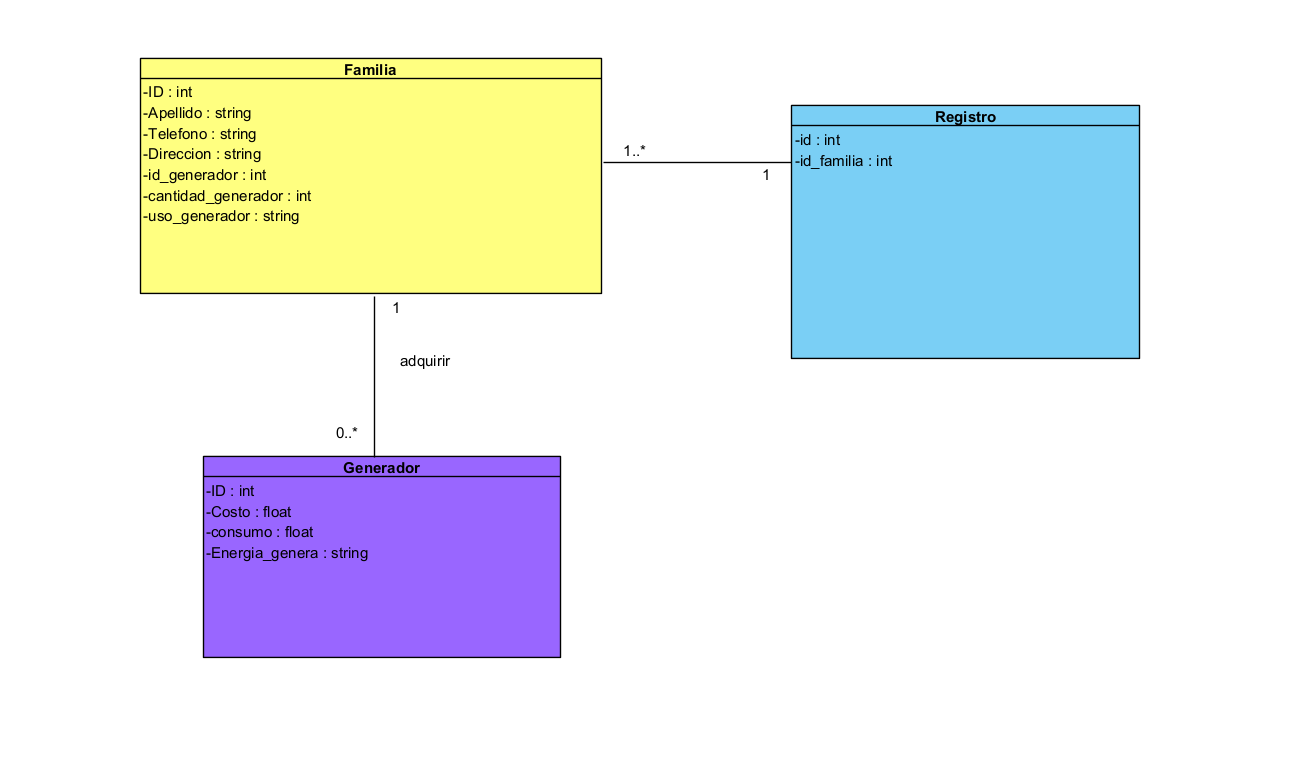 Familia
-ID : int
-Apellido : string
-Telefono : string
-Direccion : string
-id_generador : int
-cantidad_generador : int
-uso_generador : string
Registro
-id : int
-id_familia : int
1..*
1
1
adquirir
0..*
Generador
-ID : int
-Costo : float
-consumo : float
-Energia_genera : string